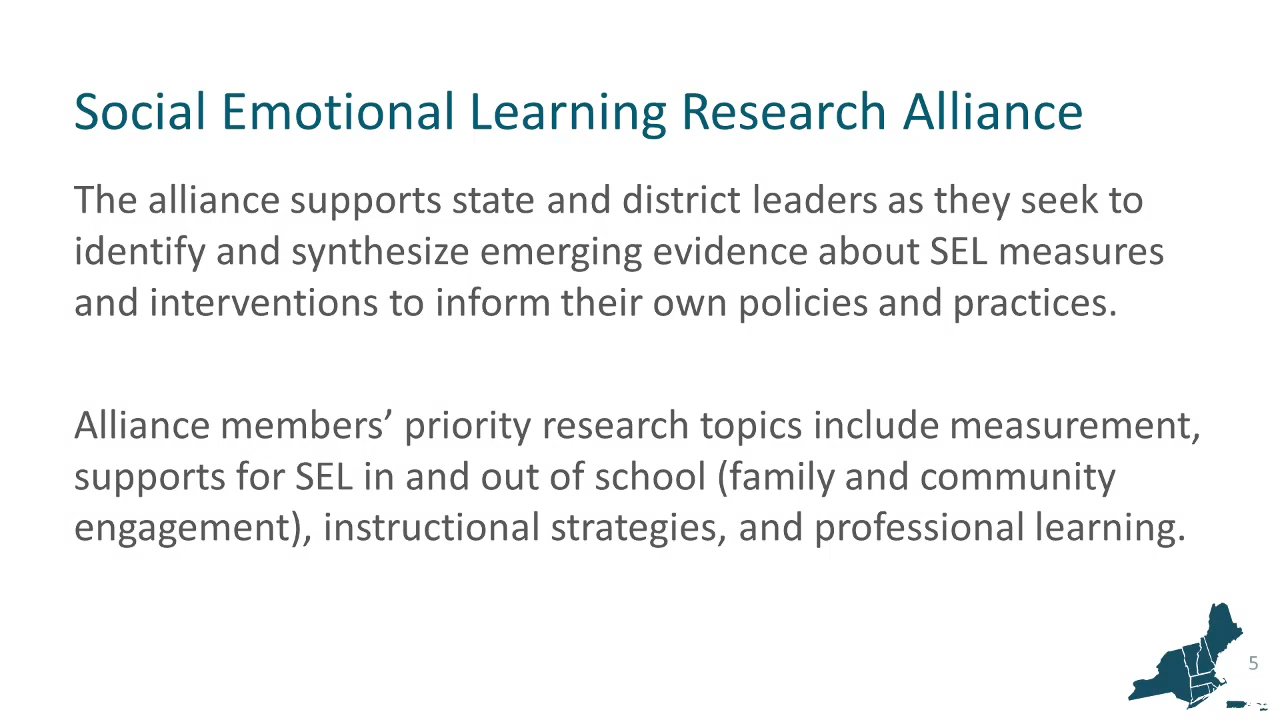 Social Emotional Learning Research Alliance
The alliance supports state and district leaders as they seek to
identify and synthesize emerging evidence about SEL measures
and interventions to inform their own policies and practices.
Alliance members’ priority research topics include measurement,
supports for SEL in and out of school (family and community
engagement), instructional strategies, and professional learning.
5